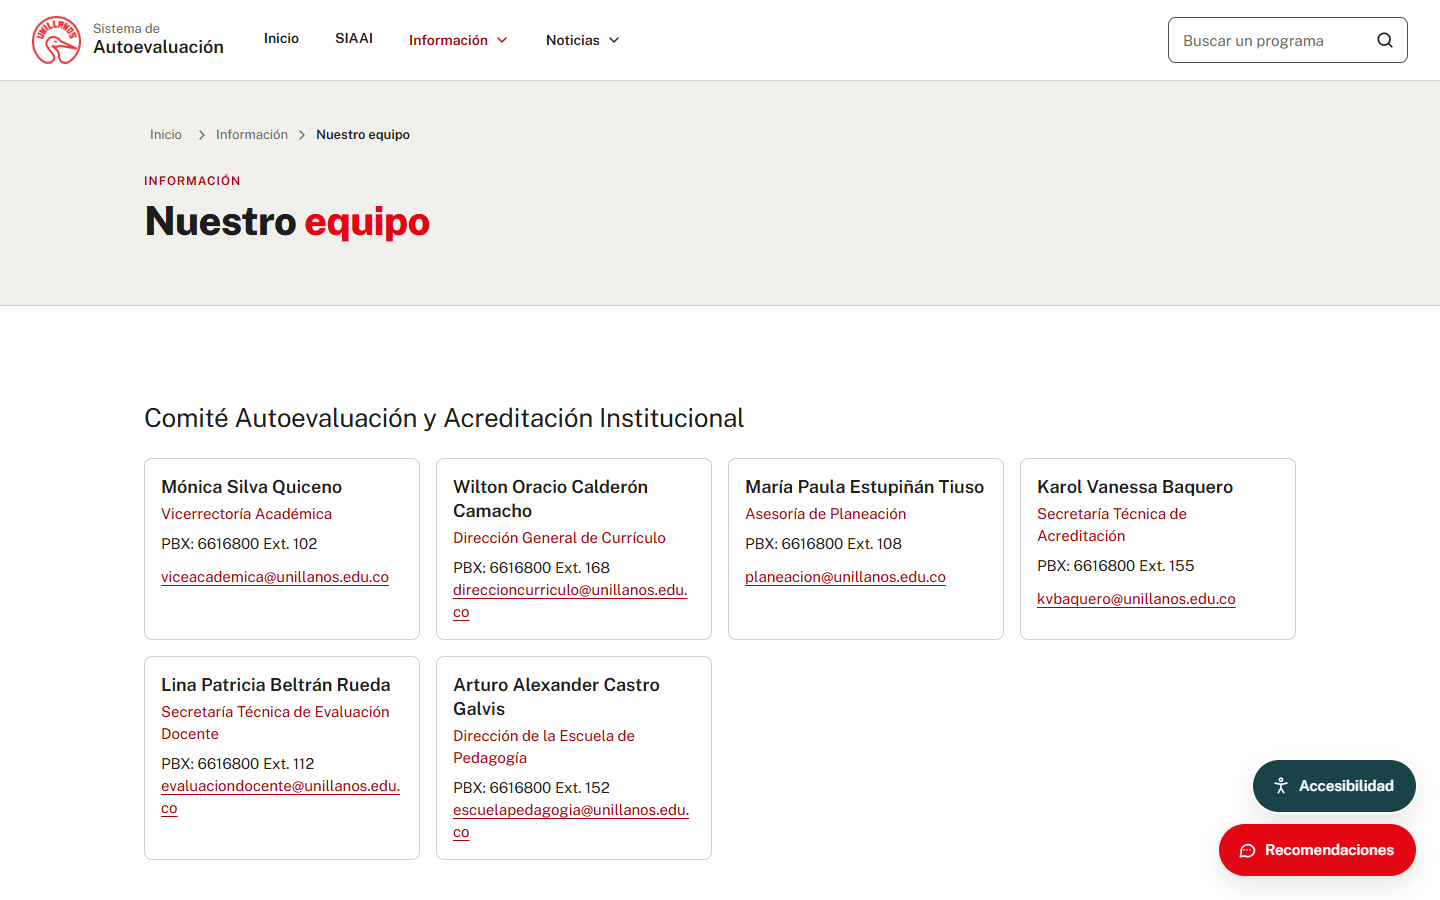 UNILLANOS
Sistema de
Autoevaluación
Inicio
SIAAI
Información
Noticias
Buscar un programa
Inicio > Información > Nuestro equipo
INFORMACIÓN
Nuestro equipo
Comité Autoevaluación y Acreditación Institucional
Mónica Silva Quiceno
Vicerrectoría Académica
PBX: 6616800 Ext. 102
viceacademica@unillanos.edu.co
Wilton Oracio Calderón
Camacho
Dirección General de Currículo
PBX: 6616800 Ext. 168
direccioncurriculo@unillanos.edu.
co
María Paula Estupiñán Tiuso
Asesoría de Planeación
PBX: 6616800 Ext. 108
planeacion@unillanos.edu.co
Karol Vanessa Baquero
Secretaría Técnica de
Acreditación
PBX: 6616800 Ext. 155
kvbaquero@unillanos.edu.co
Lina Patricia Beltrán Rueda
Secretaría Técnica de Evaluación
Docente
PBX: 6616800 Ext. 112
evaluaciondocente@unillanos.edu.
co
Arturo Alexander Castro
Galvis
Dirección de la Escuela de
Pedagogía
PBX: 6616800 Ext. 152
escuelapedagogia@unillanos.edu.
co
Accesibilidad
Recomendaciones